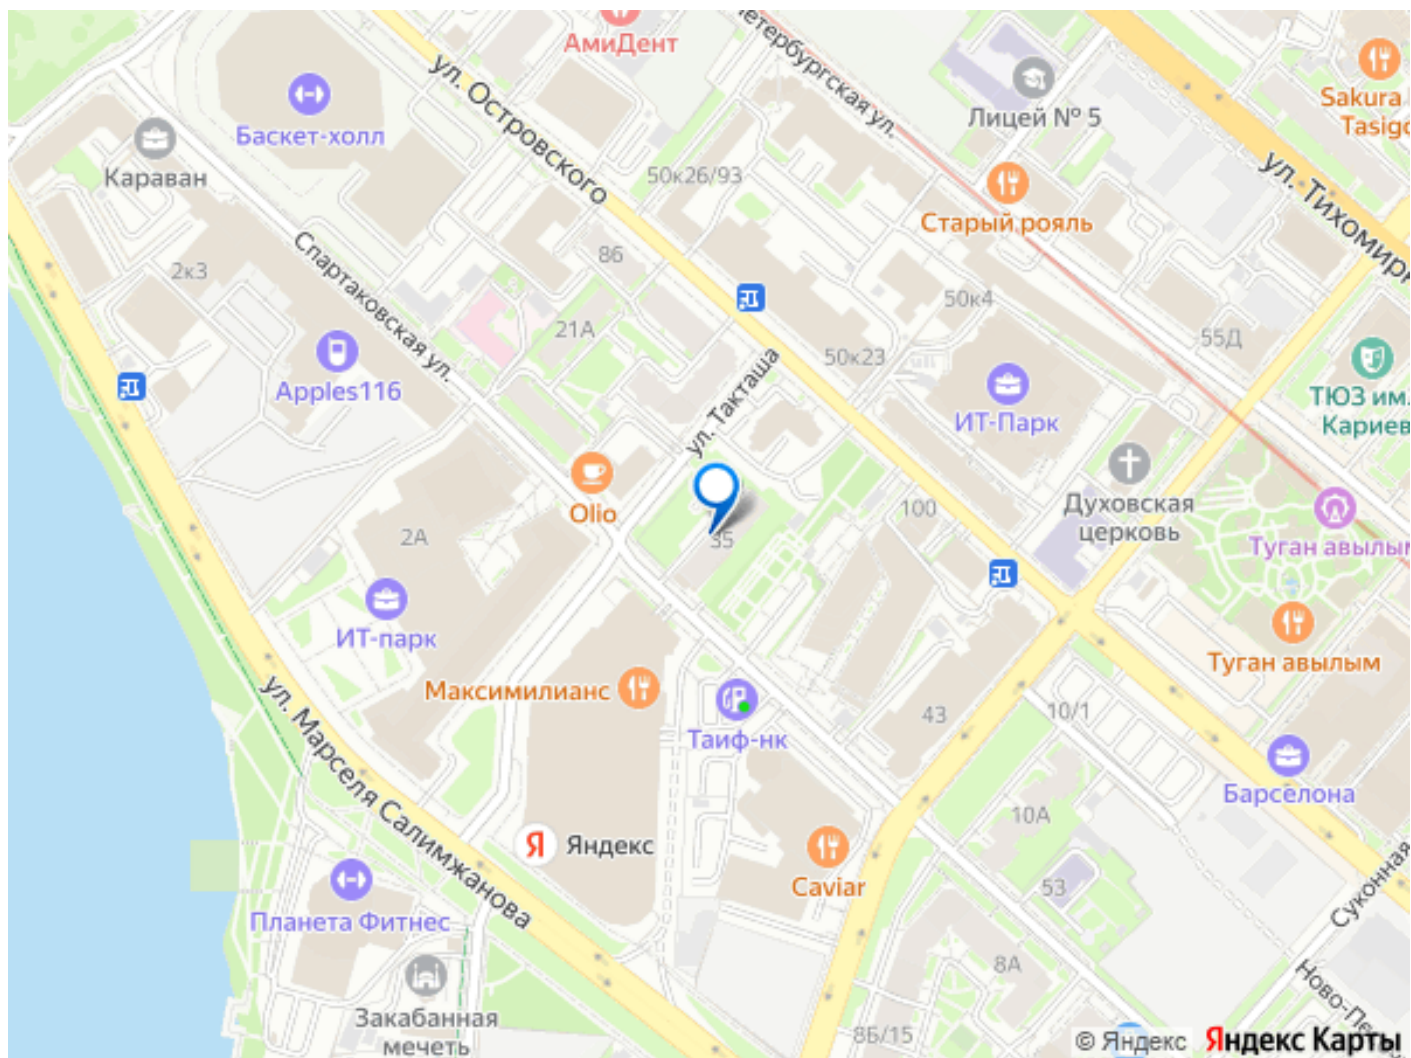 АмиДент
Петербургская ул.
Sakura
Tasigo
Баскет-холл
ул. Островского
Лицей № 5
Караван
50к26/93
ул. Тихомирн
Старый рояль
Спартаковская ул.
86
2к3
50к4
21А
ул. Такташа
50к23
55Д
Apples116
ИТ-Парк
ТЮЗ им.
Кариев
Olio
Духовская
церковь
100
2А
35
Туган авылым
ИТ-парк
Туган авылым
Максимилианс
43
10/1
ул. Марселя Салимжанова
Таиф-нк
Барселона
10А
Яндекс
Caviar
53
Суконная
Планета Фитнес
8А
Ново-Пе
Закабанная
мечеть
8Б/15
© Яндекс Яндекс Карты